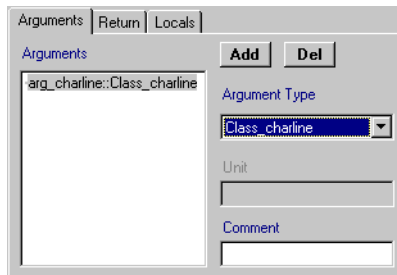 Arguments Return Locals
Arguments Add Del
arg_charline::Class_charline
Argument Type
Class_charline
Unit
Comment